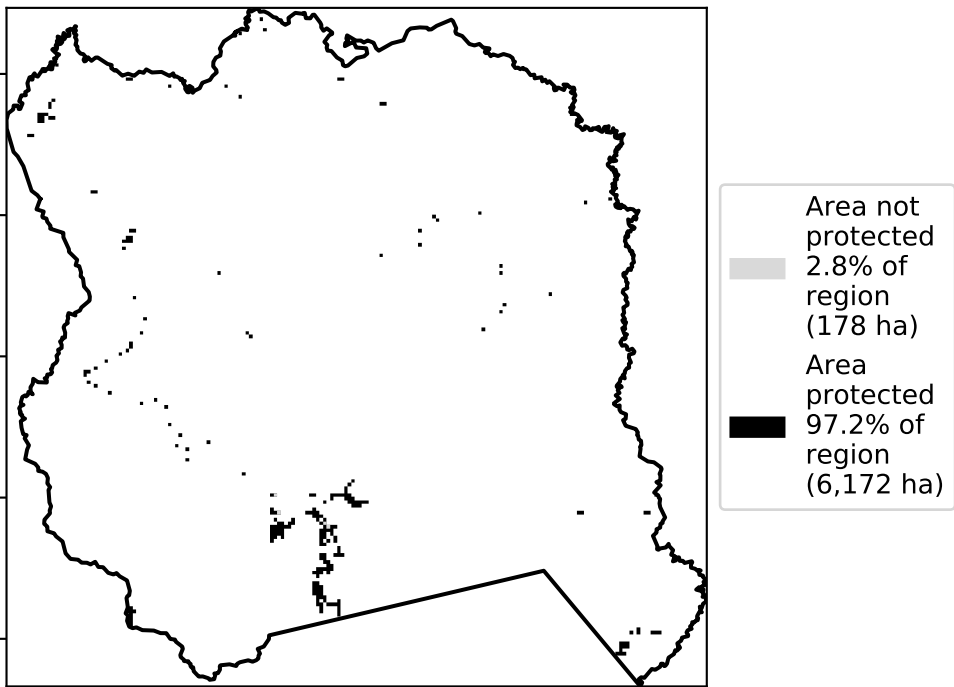 Area not
protected
2.8% of
region
(178 ha)
Area
protected
97.2% of
region
(6,172 ha)